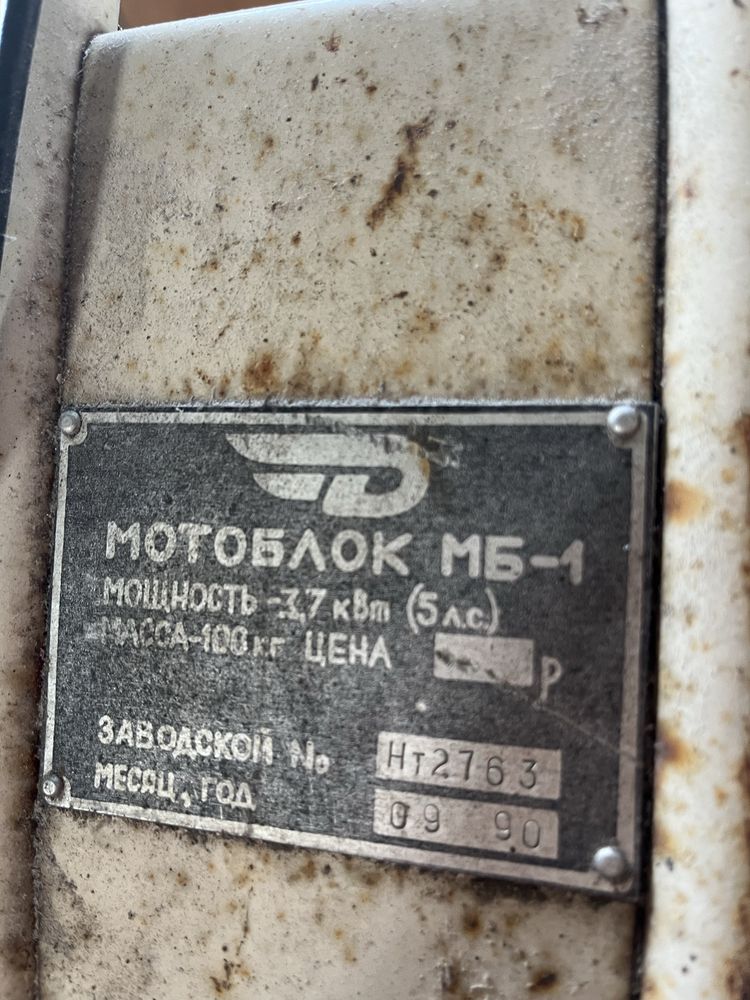 МОТОБЛОК МБ-1
МОЩНОСТЬ-3,7 кВт (5 л.с.)
МАССА-100 кг ЦЕНА р
ЗАВОДСКОЙ № Нт2763
МЕСЯЦ, ГОД 09 90